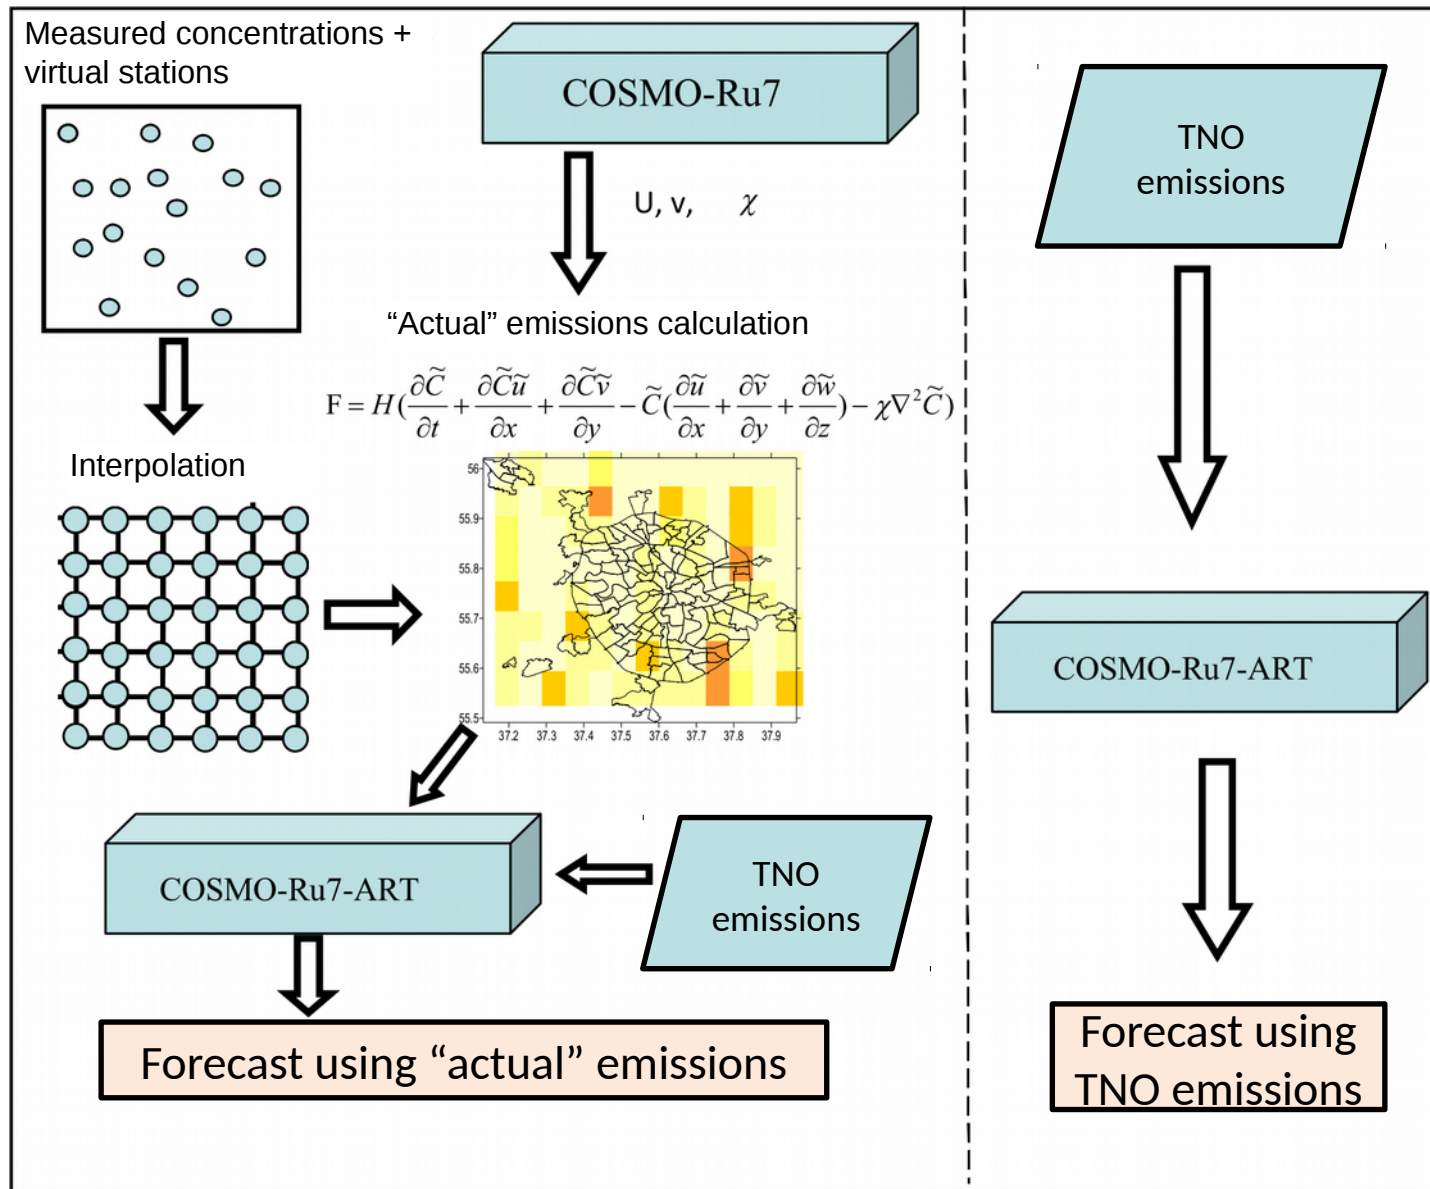 Measured concentrations +
virtual stations
COSMO-Ru7
U, v, χ
"Actual" emissions calculation
F = H(∂C̃/∂t + ∂C̃ũ/∂x + ∂C̃ṽ/∂y − C̃(∂ũ/∂x + ∂ṽ/∂y + ∂w̃/∂z) − χ∇²C̃)
Interpolation
56
55.9
55.8
55.7
55.6
55.5
37.2 37.3 37.4 37.5 37.6 37.7 37.8 37.9
COSMO-Ru7-ART
TNO
emissions
Forecast using “actual” emissions
TNO
emissions
COSMO-Ru7-ART
Forecast using
TNO emissions